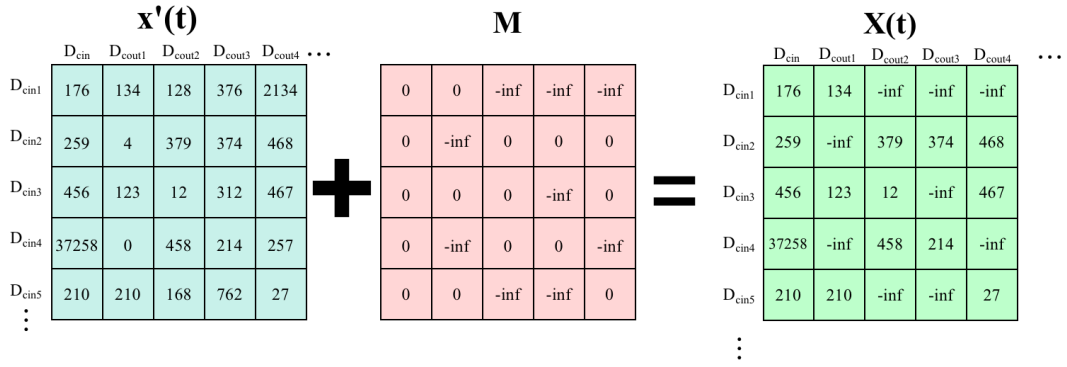 x'(t) M X(t)
D_cin D_cout1 D_cout2 D_cout3 D_cout4 ... D_cin D_cout1 D_cout2 D_cout3 D_cout4 ...
D_cin1 176 134 128 376 2134 0 0 -inf -inf -inf D_cin1 176 134 -inf -inf -inf
D_cin2 259 4 379 374 468 0 -inf 0 0 0 D_cin2 259 -inf 379 374 468
D_cin3 456 123 12 312 467 + 0 0 0 -inf 0 = D_cin3 456 123 12 -inf 467
D_cin4 37258 0 458 214 257 0 -inf 0 0 -inf D_cin4 37258 -inf 458 214 -inf
D_cin5 210 210 168 762 27 0 0 -inf -inf 0 D_cin5 210 210 -inf -inf 27
⋮ ⋮